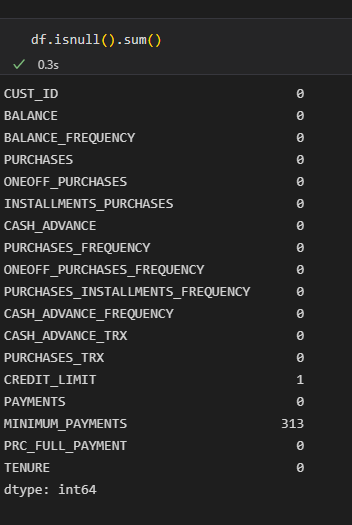 df.isnull().sum()
0.3s
CUST_ID 0
BALANCE 0
BALANCE_FREQUENCY 0
PURCHASES 0
ONEOFF_PURCHASES 0
INSTALLMENTS_PURCHASES 0
CASH_ADVANCE 0
PURCHASES_FREQUENCY 0
ONEOFF_PURCHASES_FREQUENCY 0
PURCHASES_INSTALLMENTS_FREQUENCY 0
CASH_ADVANCE_FREQUENCY 0
CASH_ADVANCE_TRX 0
PURCHASES_TRX 0
CREDIT_LIMIT 1
PAYMENTS 0
MINIMUM_PAYMENTS 313
PRC_FULL_PAYMENT 0
TENURE 0
dtype: int64